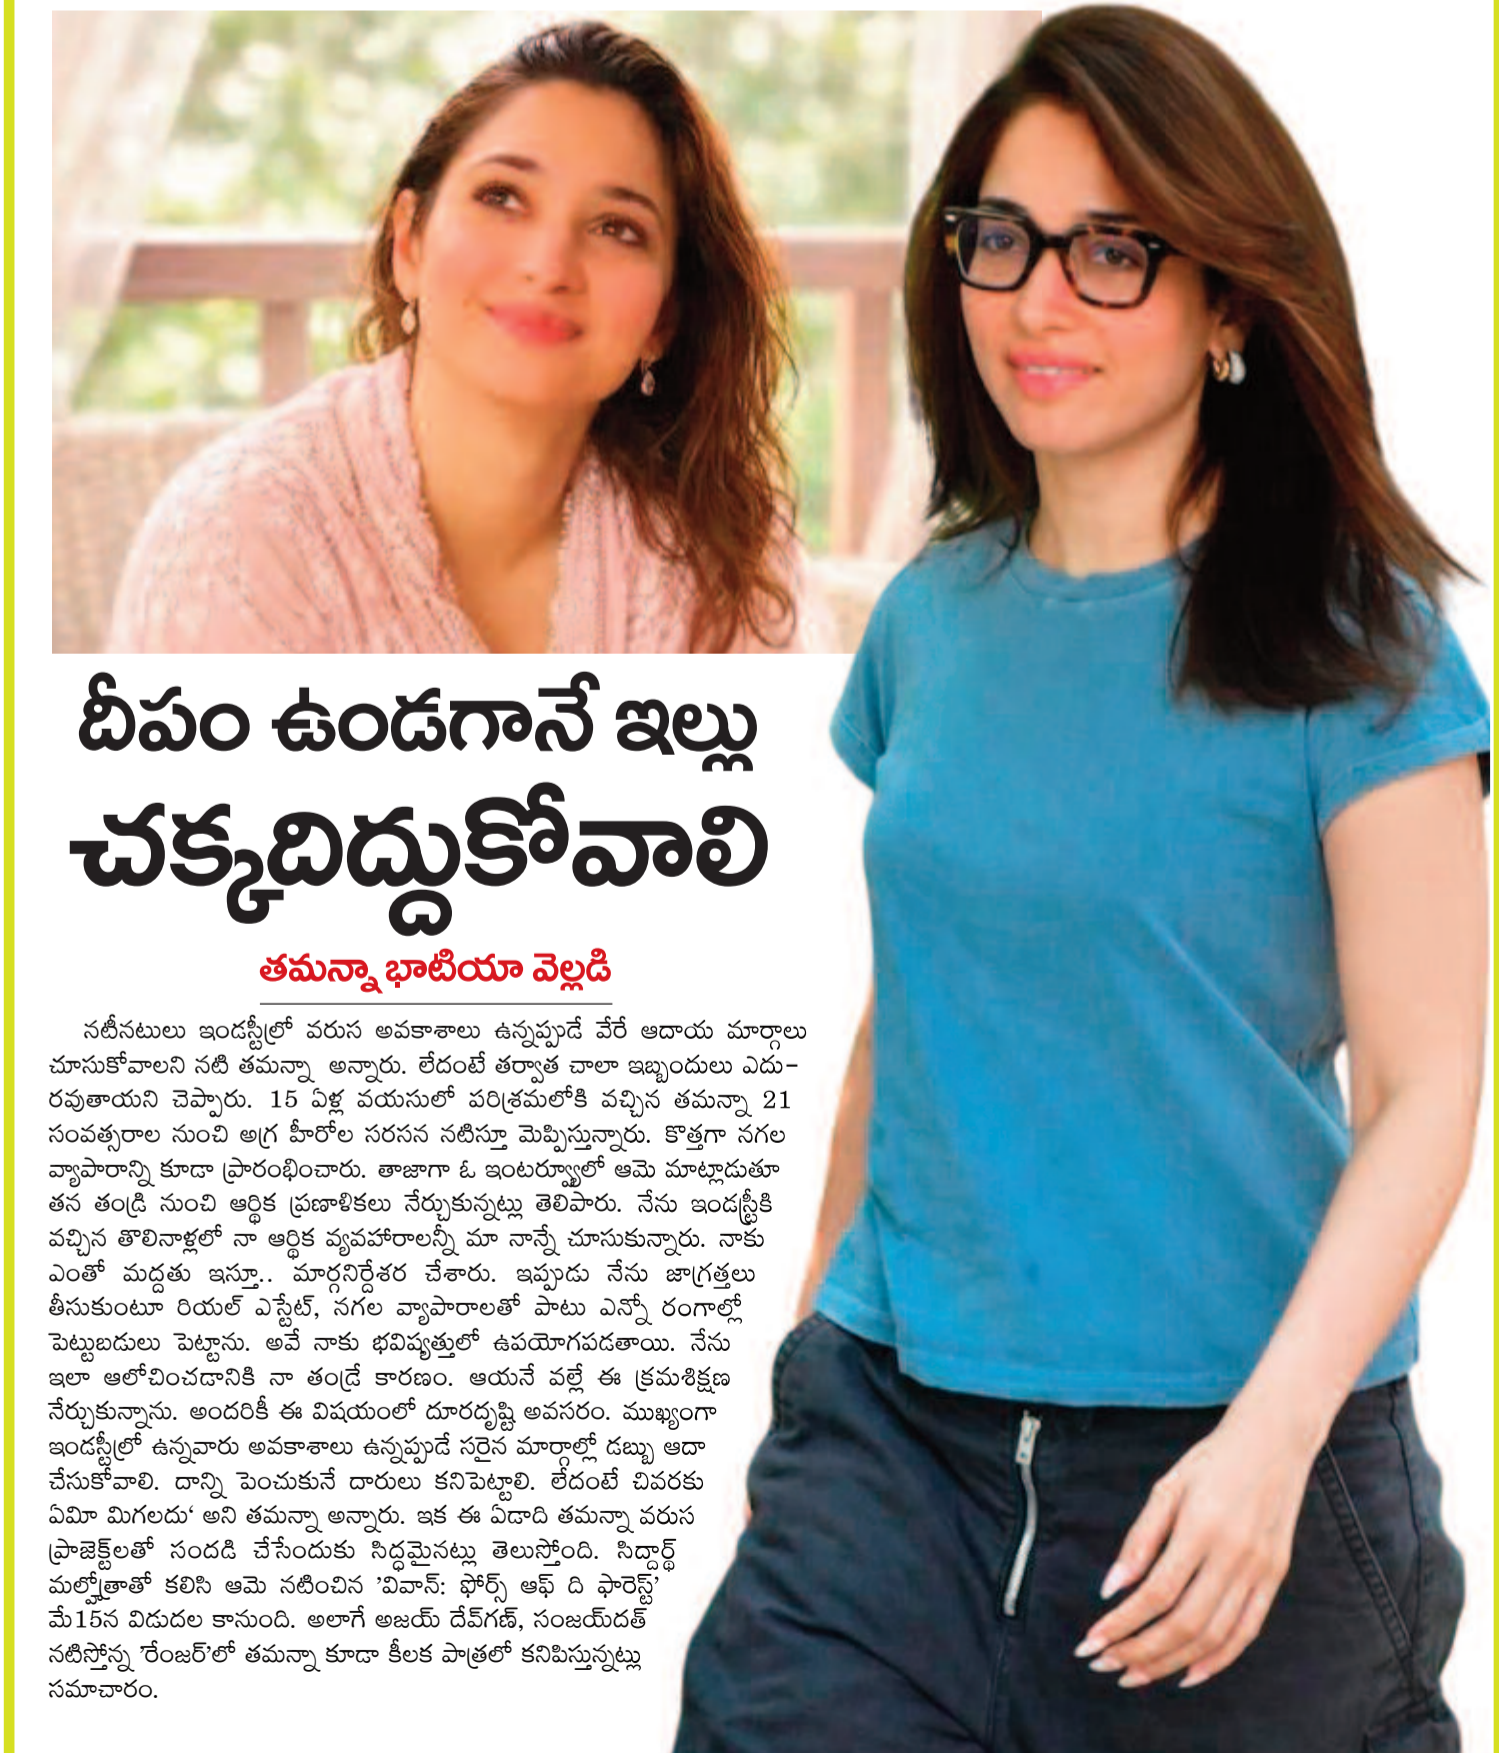 దీపం ఉండగానే ఇల్లు
చక్కదిద్దుకోవాలి
తమన్నా భాటియా వెల్లడి
నటీనటులు ఇండస్ట్రీలో వరుస అవకాశాలు ఉన్నప్పుడే వేరే ఆదాయ మార్గాలు
చూసుకోవాలని నటి తమన్నా అన్నారు. లేదంటే తర్వాత చాలా ఇబ్బందులు ఎదు-
రవుతాయని చెప్పారు. 15 ఏళ్ల వయసులో పరిశ్రమలోకి వచ్చిన తమన్నా 21
సంవత్సరాల నుంచి అగ్ర హీరోల సరసన నటిస్తూ మెప్పిస్తున్నారు. కొత్తగా నగల
వ్యాపారాన్ని కూడా ప్రారంభించారు. తాజాగా ఓ ఇంటర్వ్యూలో ఆమె మాట్లాడుతూ
తన తండ్రి నుంచి ఆర్థిక ప్రణాళికలు నేర్చుకున్నట్లు తెలిపారు. నేను ఇండస్ట్రీకి
వచ్చిన తొలినాళ్లలో నా ఆర్థిక వ్యవహారాలన్నీ మా నాన్నే చూసుకున్నారు. నాకు
ఎంతో మద్దతు ఇస్తూ.. మార్గనిర్దేశర చేశారు. ఇప్పుడు నేను జాగ్రత్తలు
తీసుకుంటూ రియల్ ఎస్టేట్, నగల వ్యాపారాలతో పాటు ఎన్నో రంగాల్లో
పెట్టుబడులు పెట్టాను. అవే నాకు భవిష్యత్తులో ఉపయోగపడతాయి. నేను
ఇలా ఆలోచించడానికి నా తండ్రే కారణం. ఆయనే వల్లే ఈ క్రమశిక్షణ
నేర్చుకున్నాను. అందరికీ ఈ విషయంలో దూరదృష్టి అవసరం. ముఖ్యంగా
ఇండస్ట్రీలో ఉన్నవారు అవకాశాలు ఉన్నప్పుడే సరైన మార్గాల్లో డబ్బు ఆదా
చేసుకోవాలి. దాన్ని పెంచుకునే దారులు కనిపెట్టాలి. లేదంటే చివరకు
ఏమీ మిగలదు‘ అని తమన్నా అన్నారు. ఇక ఈ ఏడాది తమన్నా వరుస
ప్రాజెక్ట్‌లతో సందడి చేసేందుకు సిద్ధమైనట్లు తెలుస్తోంది. సిద్దార్థ్
మల్హోత్రాతో కలిసి ఆమె నటించిన 'వివాన్: ఫోర్స్ ఆఫ్ ది ఫారెస్ట్'
మే15న విడుదల కానుంది. అలాగే అజయ్ దేవ్‌గణ్, సంజయ్‌దత్
నటిస్తోన్న 'రేంజర్'లో తమన్నా కూడా కీలక పాత్రలో కనిపిస్తున్నట్లు
సమాచారం.